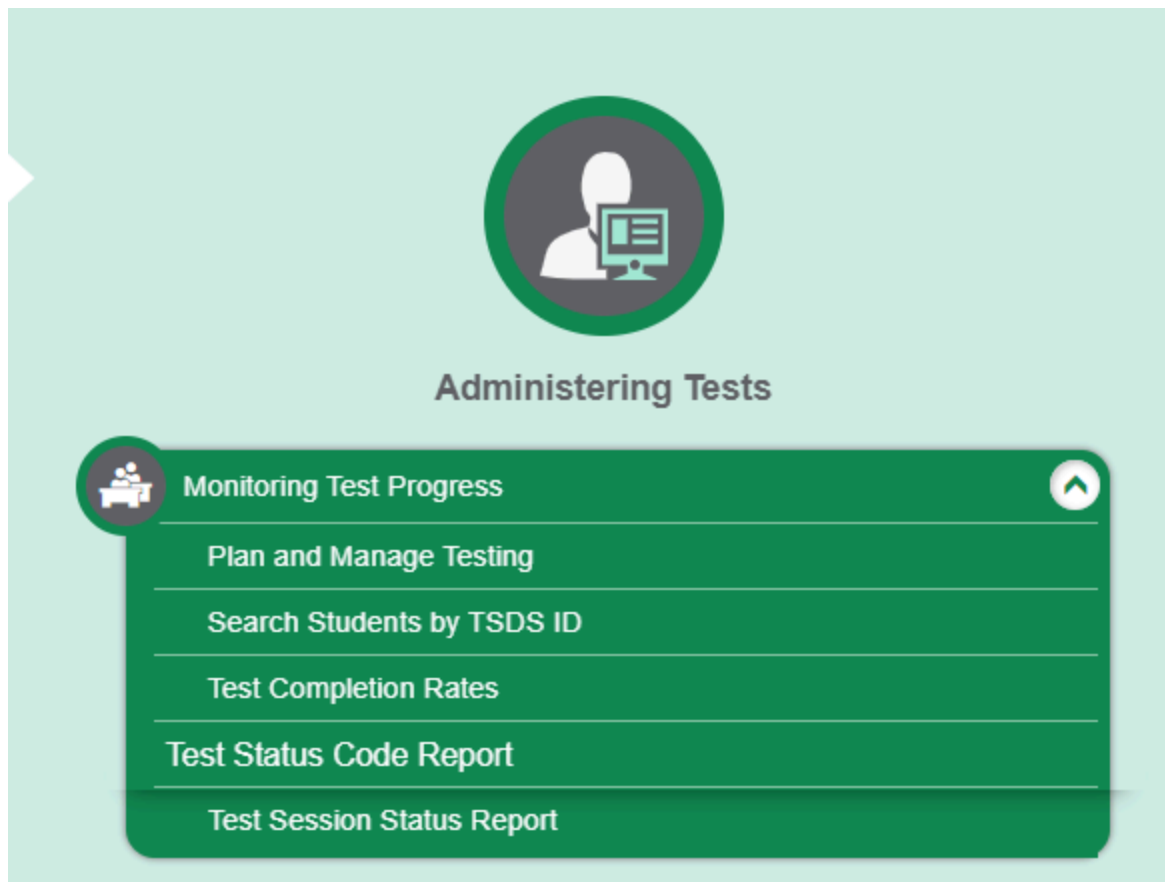 Administering Tests
Monitoring Test Progress
Plan and Manage Testing
Search Students by TSDS ID
Test Completion Rates
Test Status Code Report
Test Session Status Report